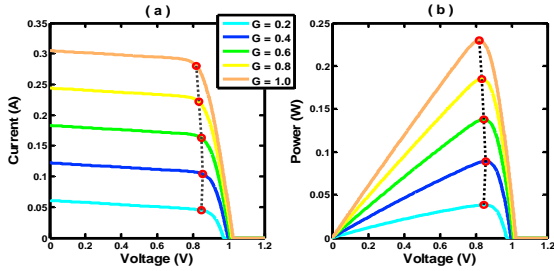 ( a )
( b )
0.35
0.3
0.25
0.2
0.15
0.1
0.05
0
Current (A)
G = 0.2
G = 0.4
G = 0.6
G = 0.8
G = 1.0
0 0.2 0.4 0.6 0.8 1 1.2
Voltage (V)
0.25
0.2
0.15
0.1
0.05
0
Power (W)
0 0.2 0.4 0.6 0.8 1 1.2
Voltage (V)